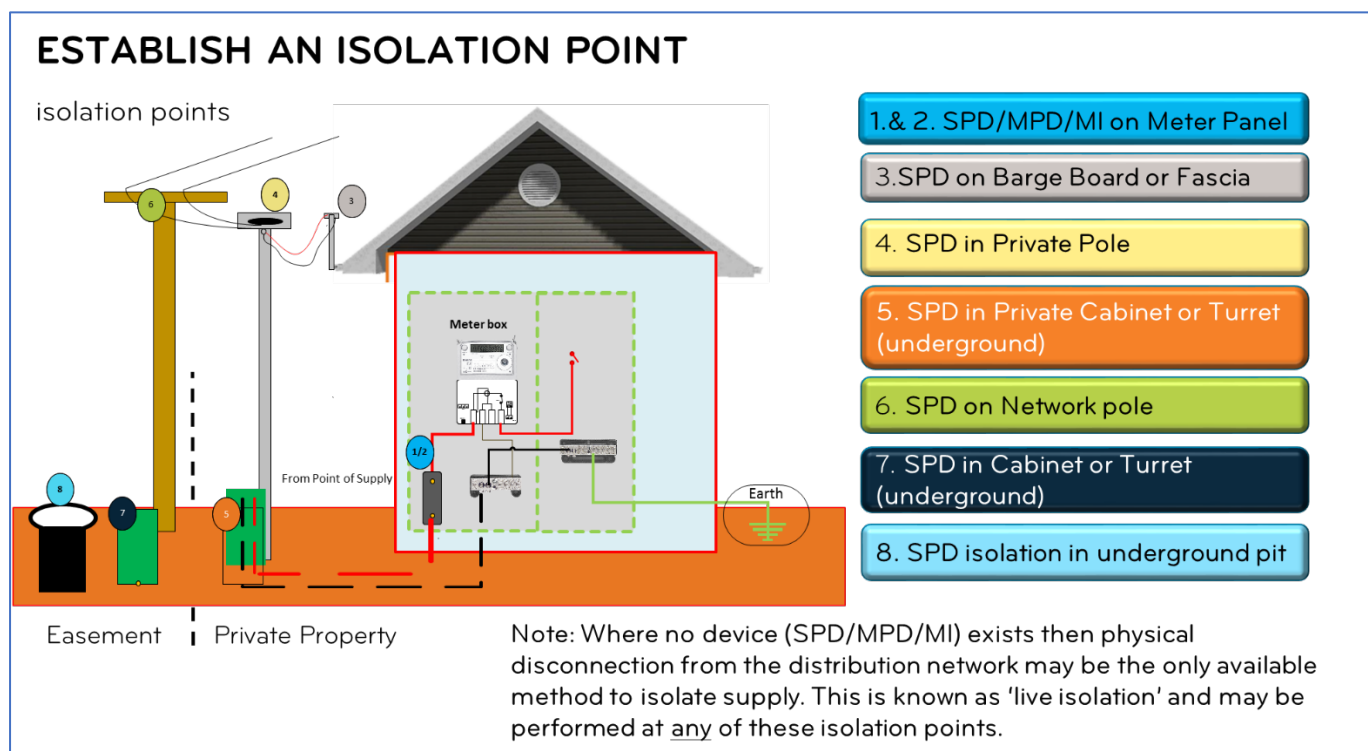 ESTABLISH AN ISOLATION POINT
isolation points
1.& 2. SPD/MPD/MI on Meter Panel
3.SPD on Barge Board or Fascia
4. SPD in Private Pole
5. SPD in Private Cabinet or Turret
(underground)
6. SPD on Network pole
7. SPD in Cabinet or Turret
(underground)
8. SPD isolation in underground pit
6
4
3
Meter box
1/2
From Point of Supply
Earth
8
7
5
Easement
Private Property
Note: Where no device (SPD/MPD/MI) exists then physical
disconnection from the distribution network may be the only available
method to isolate supply. This is known as 'live isolation' and may be
performed at any of these isolation points.